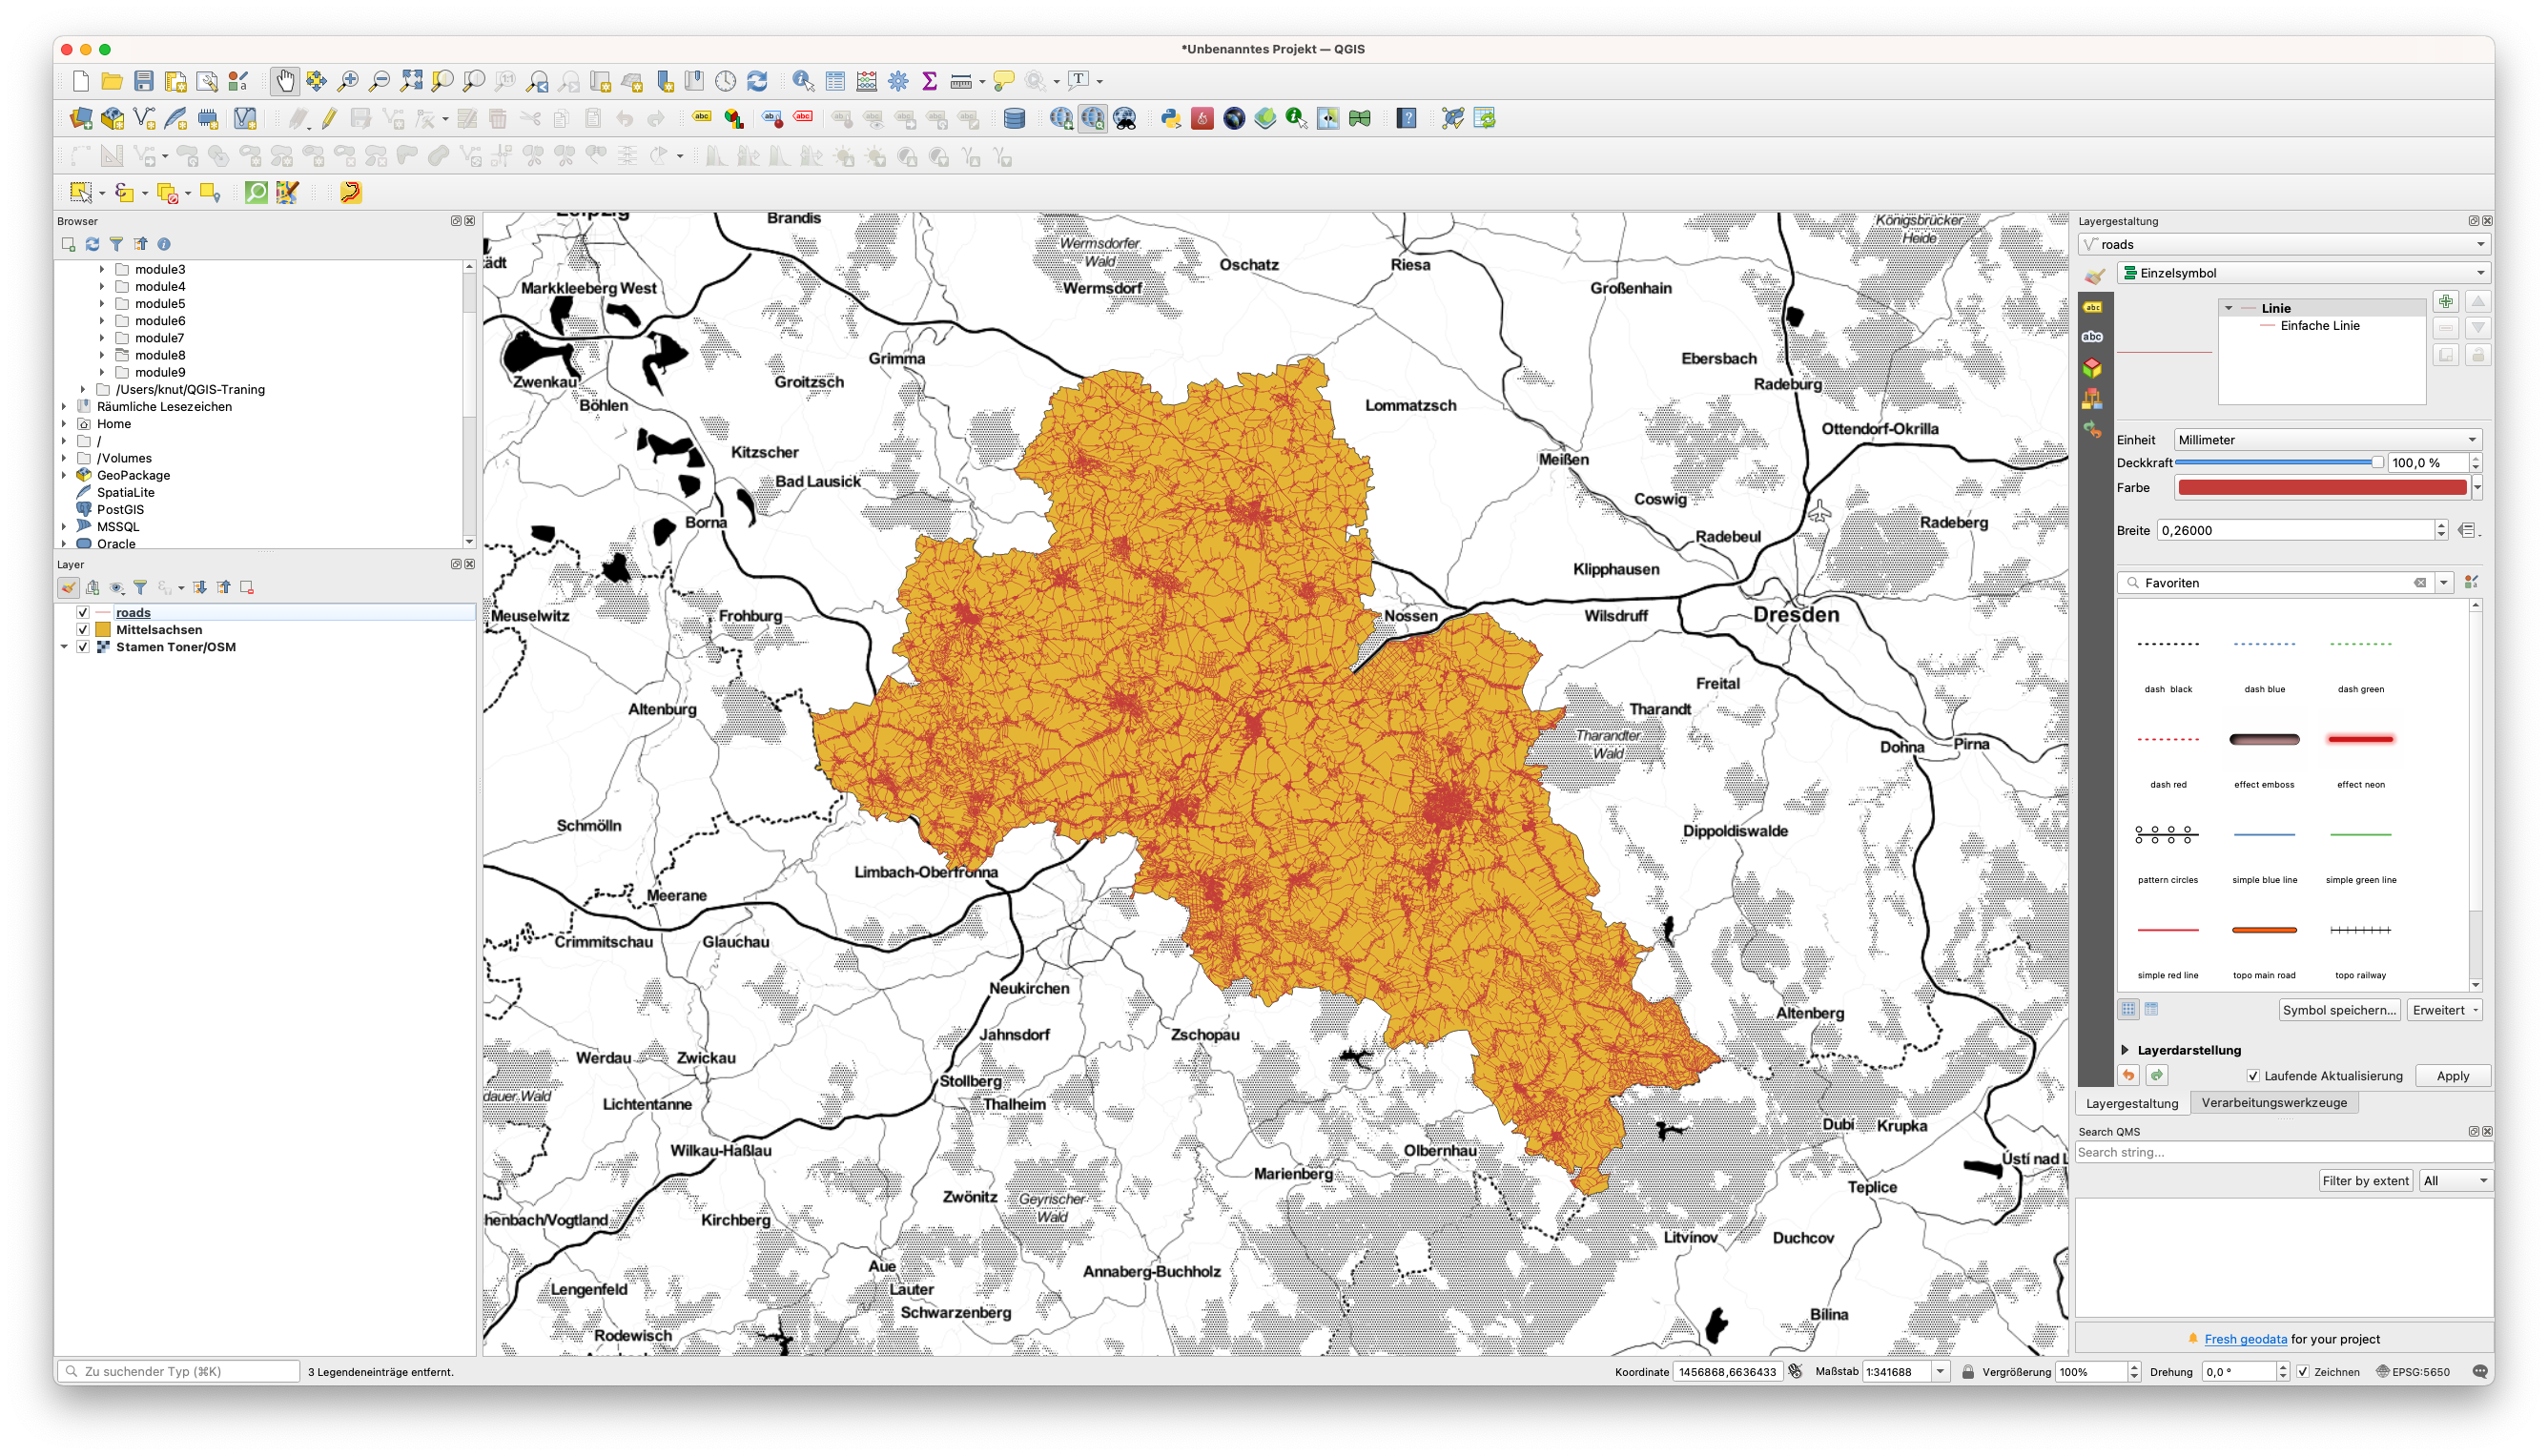 *Unbenanntes Projekt — QGIS
Browser
module3
module4
module5
module6
module7
module8
module9
/Users/knut/QGIS-Traning
Räumliche Lesezeichen
Home
/
/Volumes
GeoPackage
SpatiaLite
PostGIS
MSSQL
Oracle
Layer
roads
Mittelsachsen
Stamen Toner/OSM
Leipzig
Brandis
Wermsdorfer
Wald
Wermsdorf
Oschatz
Riesa
Königsbrücker
Heide
ädt
Markkleeberg West
Großenhain
Grimma
Ebersbach
Zwenkau
Groitzsch
Radeburg
Böhlen
Lommatzsch
Ottendorf-Okrilla
Kitzscher
Meißen
Bad Lausick
Coswig
Borna
Radeberg
Radebeul
Klipphausen
Meuselwitz
Frohburg
Nossen
Wilsdruff
Dresden
Freital
Altenburg
Tharandt
Tharandter
Wald
Dohna
Pirna
Schmölln
Dippoldiswalde
Limbach-Oberfrohna
Meerane
Crimmitschau
Glauchau
Neukirchen
Altenberg
Jahnsdorf
Zschopau
Werdau
Zwickau
Stollberg
dauer Wald
Lichtentanne
Thalheim
Dubí
Krupka
Wilkau-Haßlau
Olbernhau
Ústí nad L
Marienberg
Teplice
Zwönitz
Geyrischer
Wald
henbach/Vogtland
Kirchberg
Litvínov
Duchcov
Aue
Annaberg-Buchholz
Lengenfeld
Lauter
Schwarzenberg
Bílina
Rodewisch
Layergestaltung
roads
Einzelsymbol
Linie
Einfache Linie
Einheit
Millimeter
Deckkraft
100,0 %
Farbe
Breite
0,26000
Favoriten
dash black
dash blue
dash green
dash red
effect emboss
effect neon
pattern circles
simple blue line
simple green line
simple red line
topo main road
topo railway
Symbol speichern...
Erweitert
Layerdarstellung
Laufende Aktualisierung
Apply
Layergestaltung
Verarbeitungswerkzeuge
Search QMS
Search string...
Filter by extent
All
Fresh geodata for your project
Zu suchender Typ (⌘K)
3 Legendeneinträge entfernt.
Koordinate
1456868,6636433
Maßstab
1:341688
Vergrößerung
100%
Drehung
0,0 °
Zeichnen
EPSG:5650